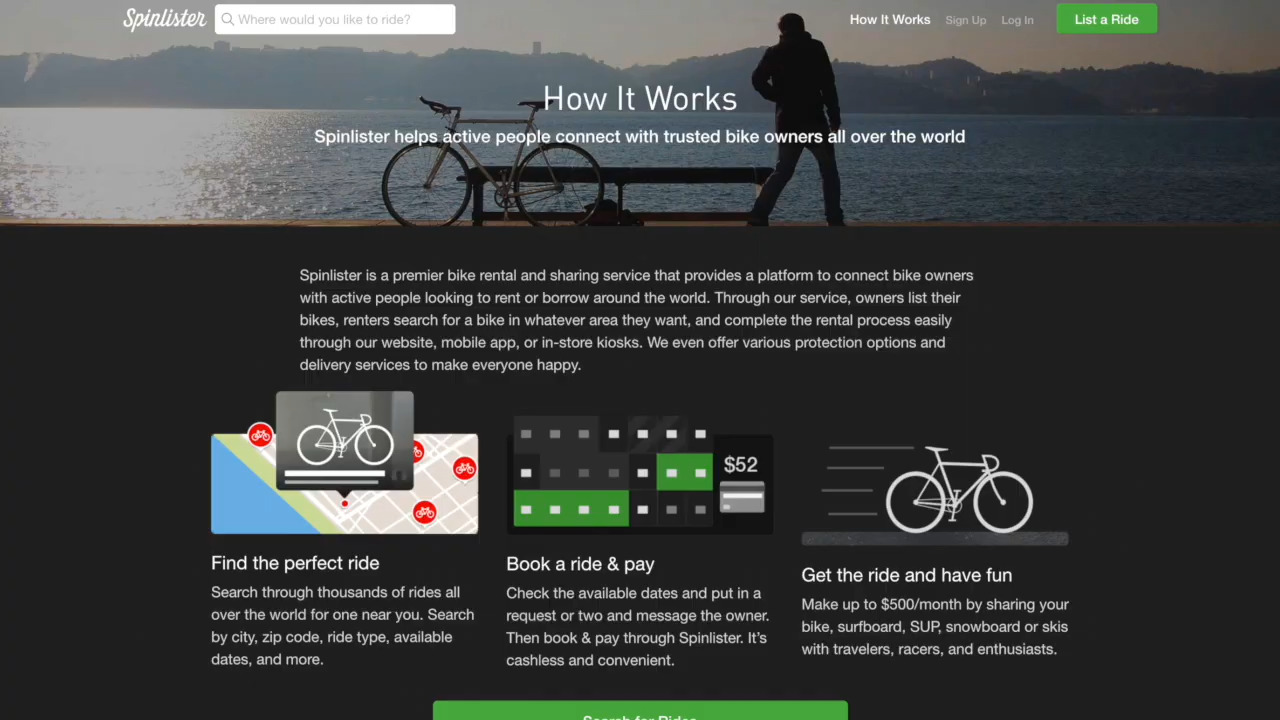 Spinlister
Where would you like to ride?
How It Works
Sign Up
Log In
List a Ride
How It Works
Spinlister helps active people connect with trusted bike owners all over the world
Spinlister is a premier bike rental and sharing service that provides a platform to connect bike owners
with active people looking to rent or borrow around the world. Through our service, owners list their
bikes, renters search for a bike in whatever area they want, and complete the rental process easily
through our website, mobile app, or in-store kiosks. We even offer various protection options and
delivery services to make everyone happy.
$52
Find the perfect ride
Search through thousands of rides all
over the world for one near you. Search
by city, zip code, ride type, available
dates, and more.
Book a ride & pay
Check the available dates and put in a
request or two and message the owner.
Then book & pay through Spinlister. It's
cashless and convenient.
Get the ride and have fun
Make up to $500/month by sharing your
bike, surfboard, SUP, snowboard or skis
with travelers, racers, and enthusiasts.
Search for Rides